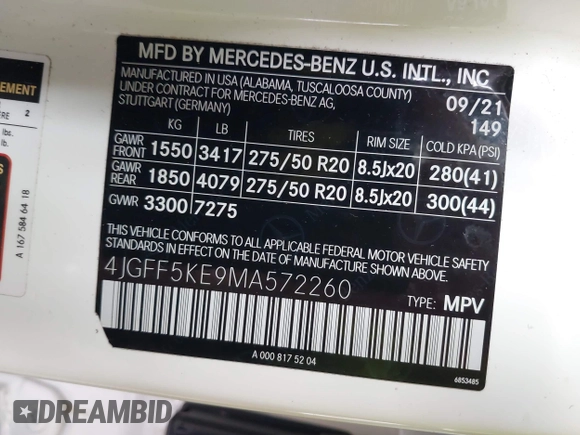 MFD BY MERCEDES-BENZ U.S. INTL., INC
MANUFACTURED IN USA (ALABAMA, TUSCALOOSA COUNTY)
UNDER CONTRACT FOR MERCEDES-BENZ AG,
STUTTGART (GERMANY)
09/21
149
KG LB TIRES RIM SIZE COLD KPA(PSI)
GAWR FRONT 1550 3417 275/50 R20 8.5Jx20 280(41)
GAWR REAR 1850 4079 275/50 R20 8.5Jx20 300(44)
GVWR 3300 7275
THIS VEHICLE CONFORMS TO ALL APPLICABLE FEDERAL MOTOR VEHICLE SAFETY
STANDARDS IN EFFECT ON THE DATE OF MANUFACTURE SHOWN ABOVE.
4JGFF5KE9MA572260
TYPE: MPV
A 000 817 52 04
6853485
EMENT
2
lbs.
lb.
A 167 584 64 18
DREAMBID